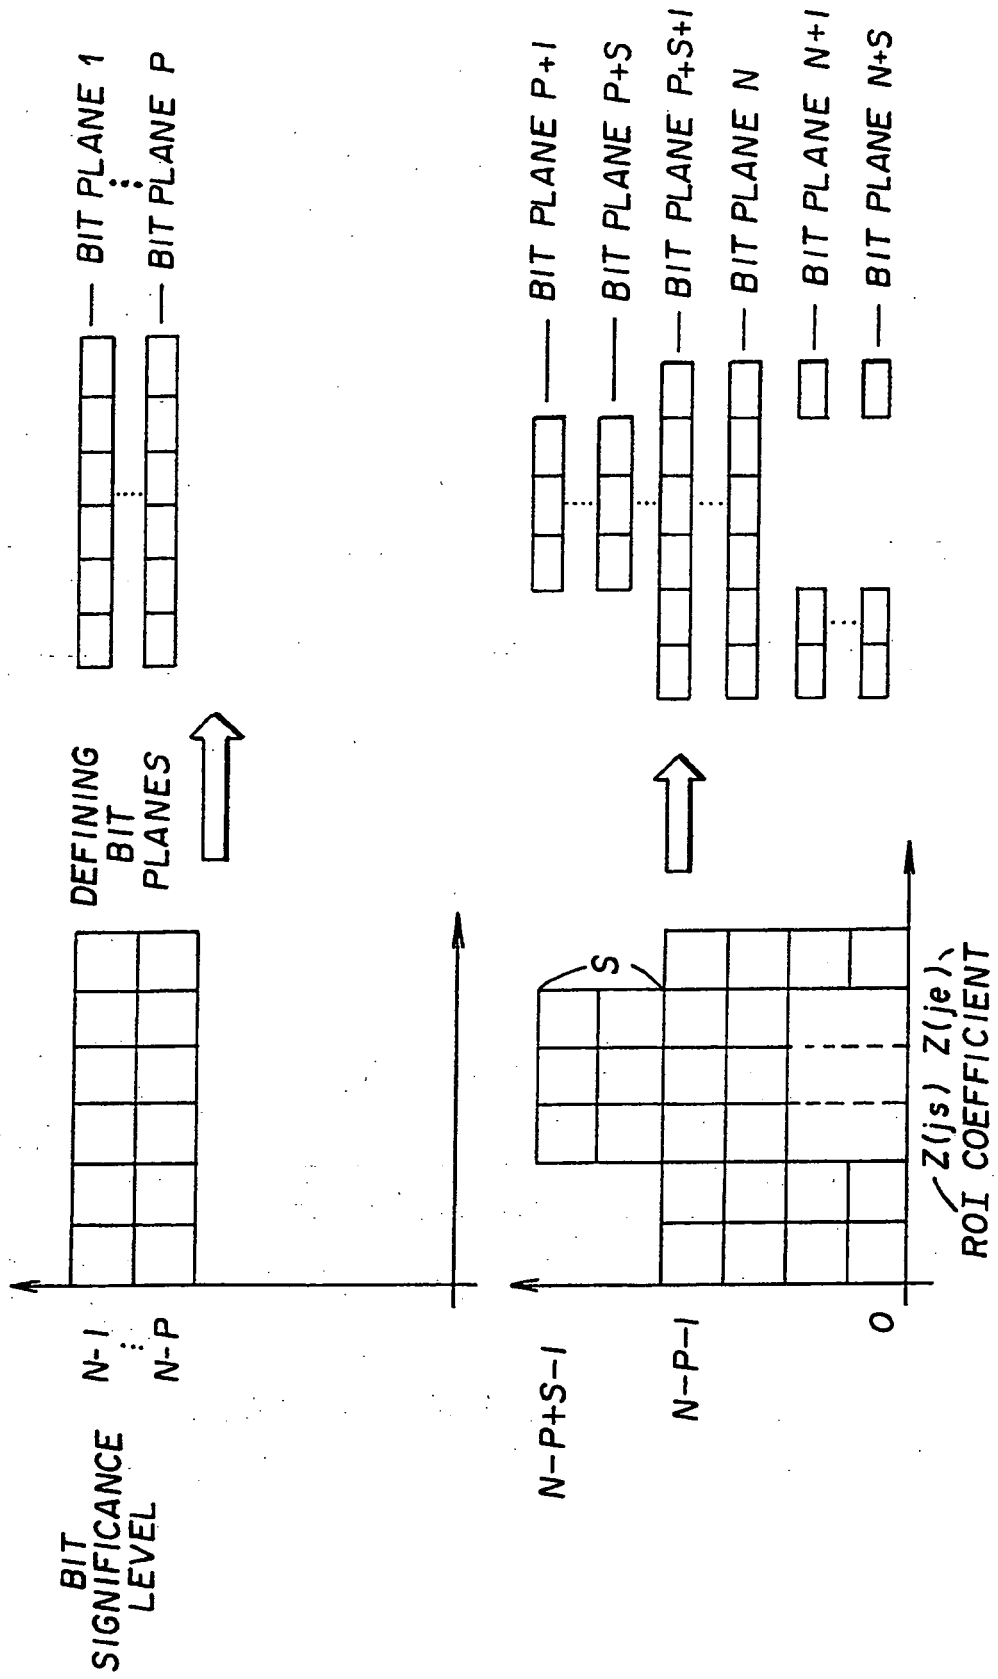 BIT
SIGNIFICANCE
LEVEL
N-1
⋮
N-P
DEFINING
BIT
PLANES
BIT PLANE 1
⋮
BIT PLANE P
N-P+S-1
N-P-1
0
S
Z(js) Z(je)
ROI COEFFICIENT
BIT PLANE P+1
BIT PLANE P+S
BIT PLANE P+S+1
BIT PLANE N
BIT PLANE N+1
BIT PLANE N+S